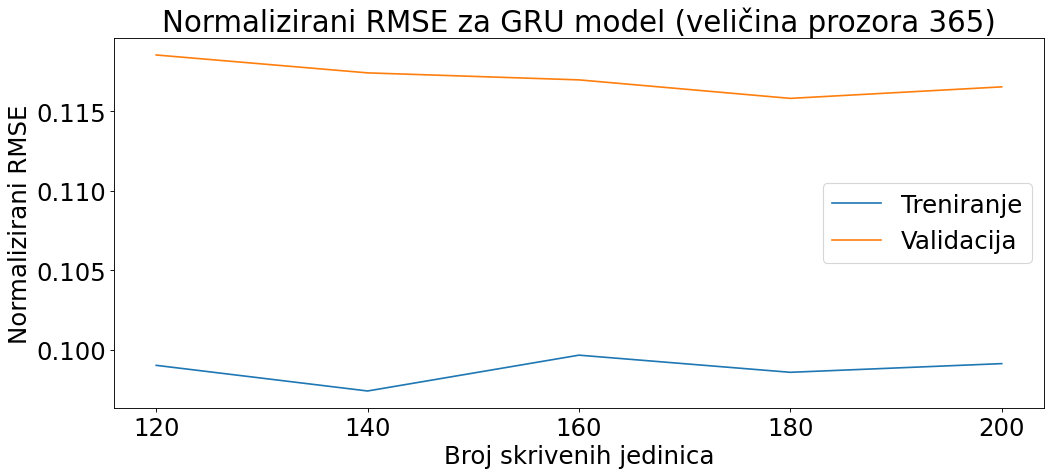 Normalizirani RMSE za GRU model (veličina prozora 365)
Normalizirani RMSE
0.115
0.110
0.105
0.100
Treniranje
Validacija
120 140 160 180 200
Broj skrivenih jedinica